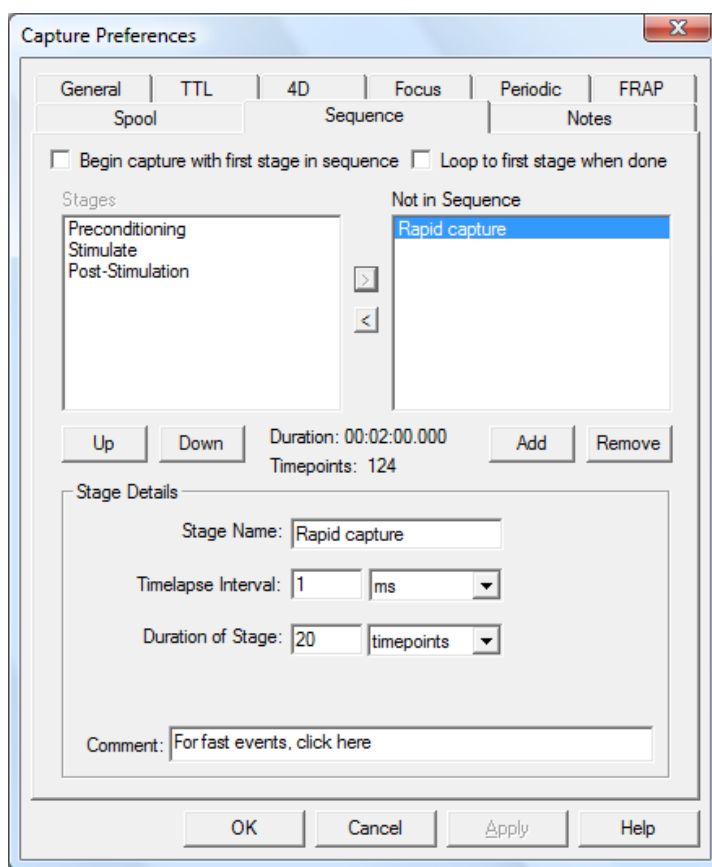 Capture Preferences
General TTL 4D Focus Periodic FRAP
Spool Sequence Notes
Begin capture with first stage in sequence Loop to first stage when done
Stages Not in Sequence
Preconditioning Rapid capture
Stimulate
Post-Stimulation
>
<
Up Down Duration: 00:02:00.000 Add Remove
Timepoints: 124
Stage Details
Stage Name: Rapid capture
Timelapse Interval: 1 ms
Duration of Stage: 20 timepoints
Comment: For fast events, click here
OK Cancel Apply Help